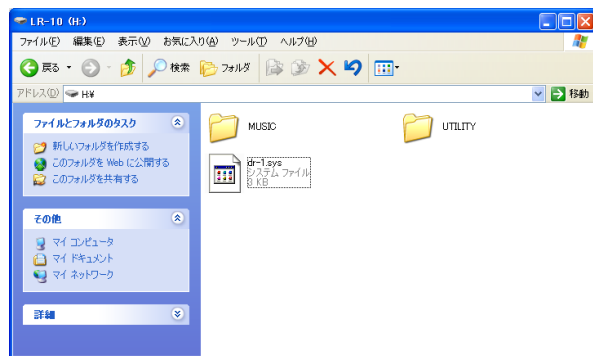 LR-10 (H:)
ファイル(F) 編集(E) 表示(V) お気に入り(A) ツール(T) ヘルプ(H)
戻る 検索 フォルダ
アドレス(D) H:¥ 移動
ファイルとフォルダのタスク
新しいフォルダを作成する
このフォルダを Web に公開する
このフォルダを共有する
その他
マイ コンピュータ
マイ ドキュメント
マイ ネットワーク
詳細
MUSIC UTILITY
dr-1.sys
システム ファイル
3 KB